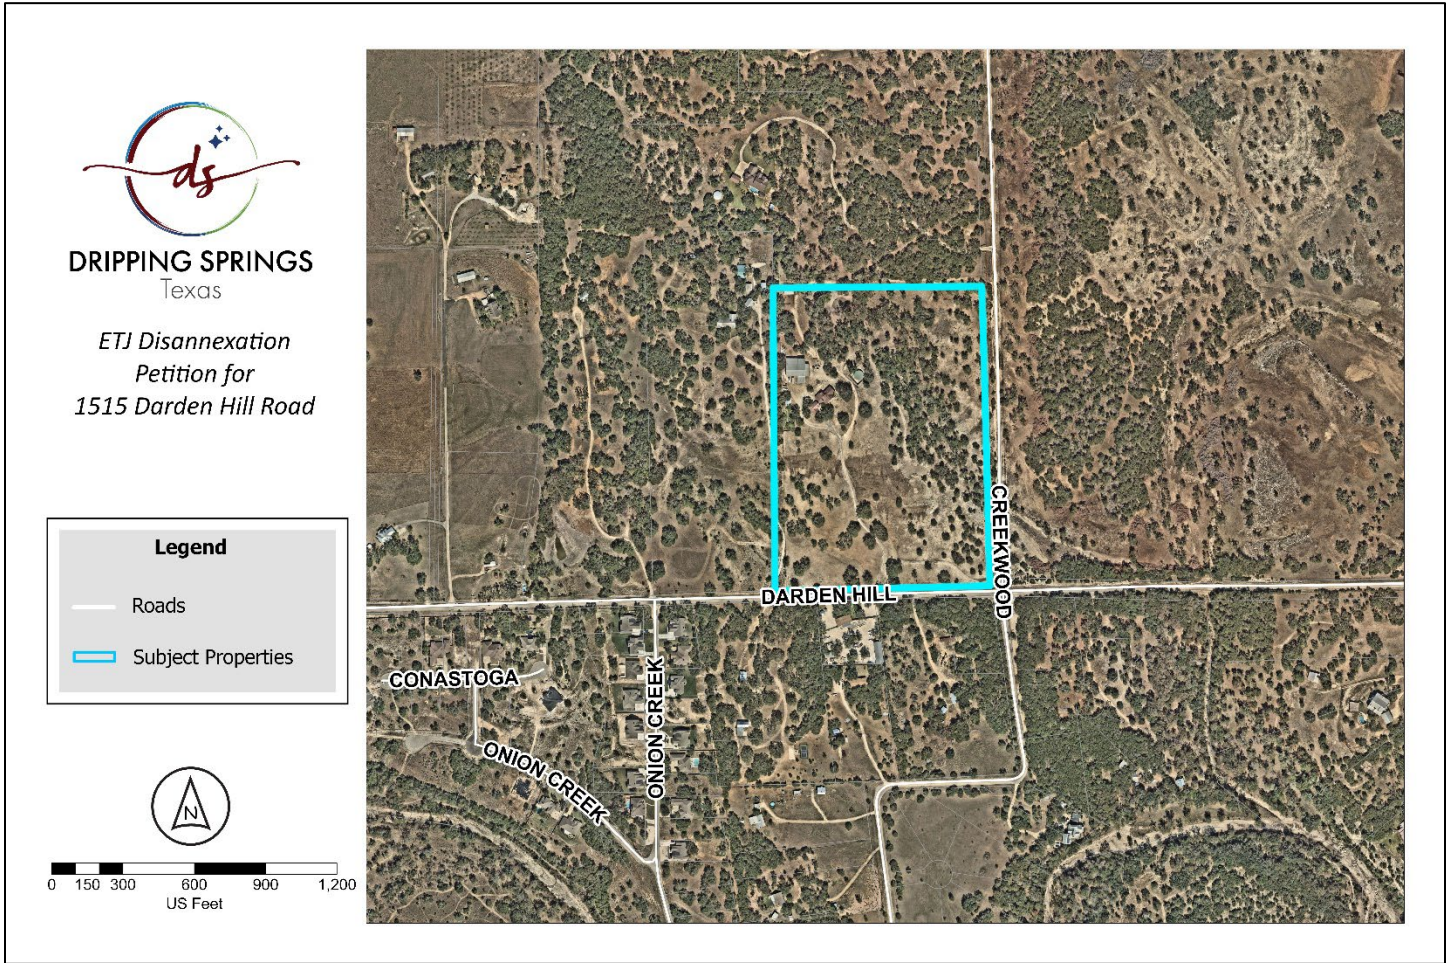 ds
DRIPPING SPRINGS
Texas
ETJ Disannexation
Petition for
1515 Darden Hill Road
Legend
Roads
Subject Properties
N
0 150 300 600 900 1,200
US Feet
CREEKWOOD
DARDEN HILL
CONASTOGA
ONION CREEK
ONION CREEK